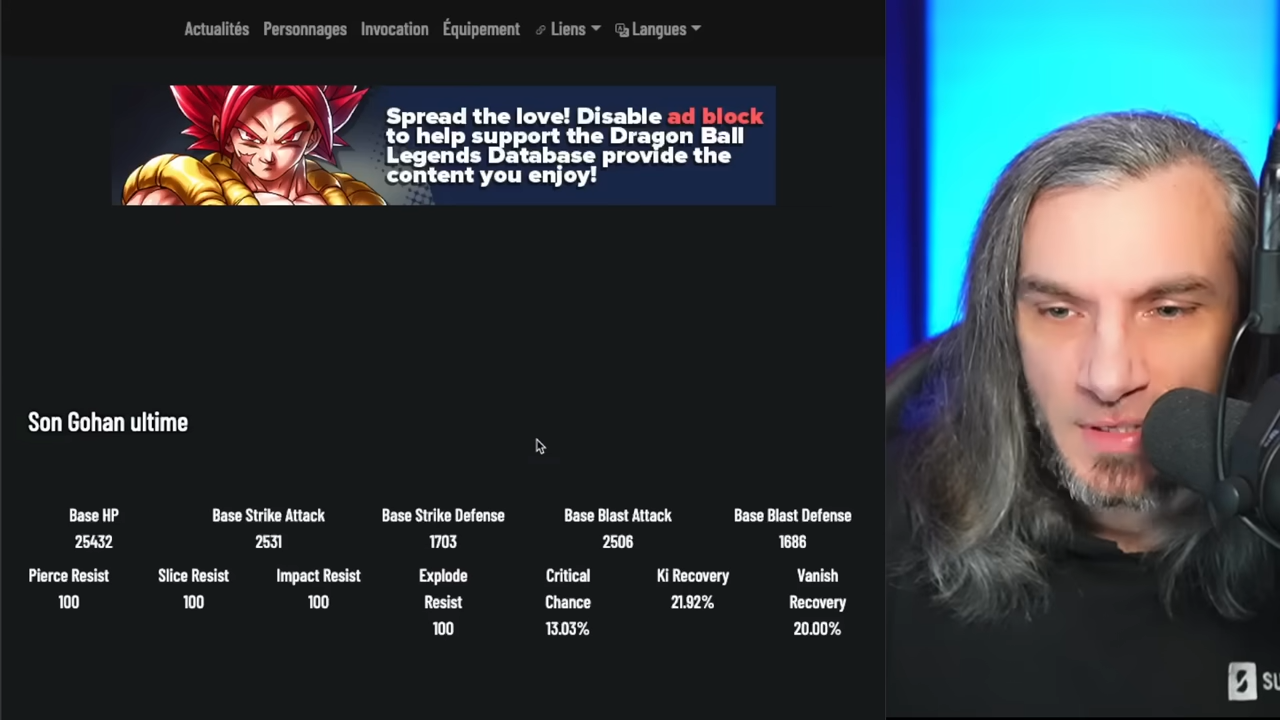 Actualités Personnages Invocation Équipement Liens Langues
Spread the love! Disable ad block
to help support the Dragon Ball
Legends Database provide the
content you enjoy!
Son Gohan ultime
Base HP Base Strike Attack Base Strike Defense Base Blast Attack Base Blast Defense
25432 2531 1703 2506 1686
Pierce Resist Slice Resist Impact Resist Explode Resist Critical Chance Ki Recovery Vanish Recovery
100 100 100 100 13.03% 21.92% 20.00%